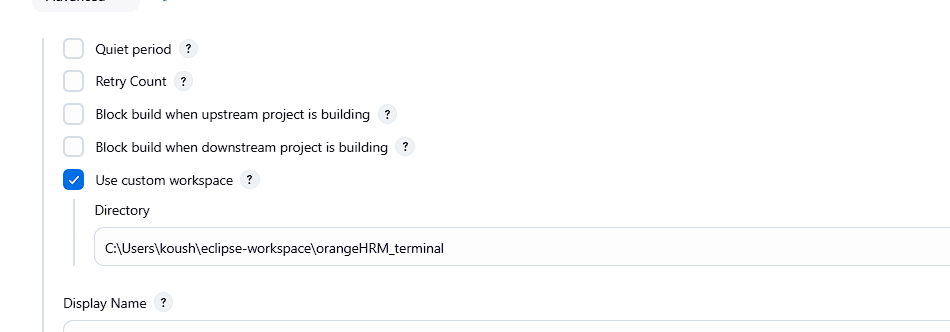 Advanced
Quiet period ?
Retry Count ?
Block build when upstream project is building ?
Block build when downstream project is building ?
Use custom workspace ?
Directory
C:\Users\koush\eclipse-workspace\orangeHRM_terminal
Display Name ?